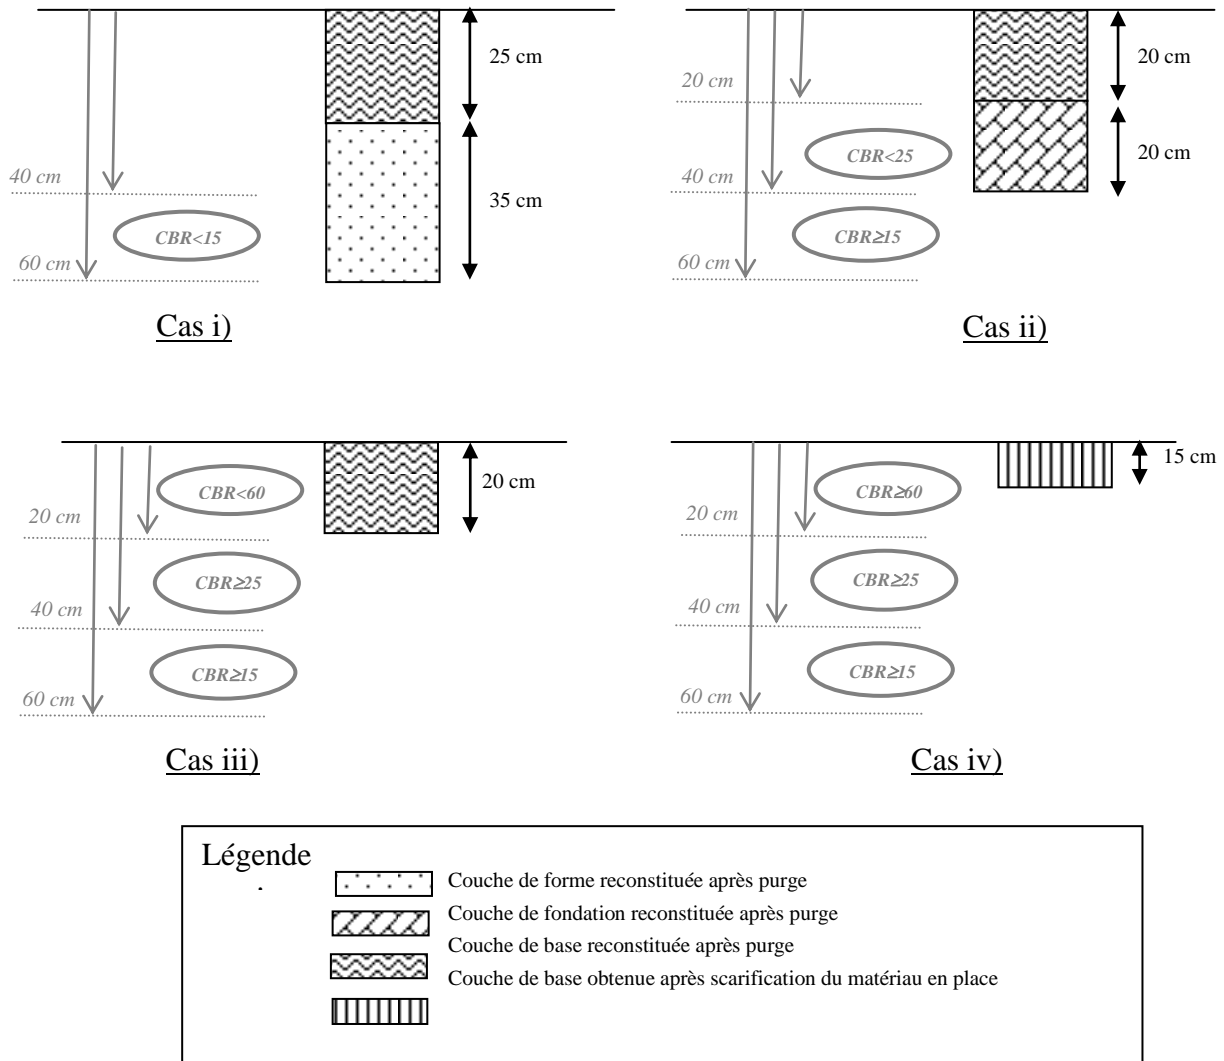 25 cm
40 cm
CBR<15
35 cm
60 cm
Cas i)
20 cm
20 cm
CBR<25
20 cm
40 cm
CBR≥15
60 cm
Cas ii)
CBR<60
20 cm
20 cm
CBR≥25
40 cm
CBR≥15
60 cm
Cas iii)
15 cm
CBR≥60
20 cm
CBR≥25
40 cm
CBR≥15
60 cm
Cas iv)
Légende
.
Couche de forme reconstituée après purge
Couche de fondation reconstituée après purge
Couche de base reconstituée après purge
Couche de base obtenue après scarification du matériau en place